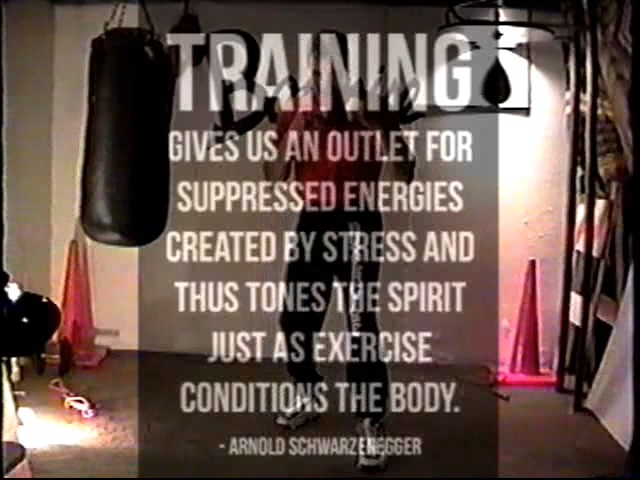 TRAINING
GIVES US AN OUTLET FOR
SUPPRESSED ENERGIES
CREATED BY STRESS AND
THUS TONES THE SPIRIT
JUST AS EXERCISE
CONDITIONS THE BODY.
- ARNOLD SCHWARZENEGGER